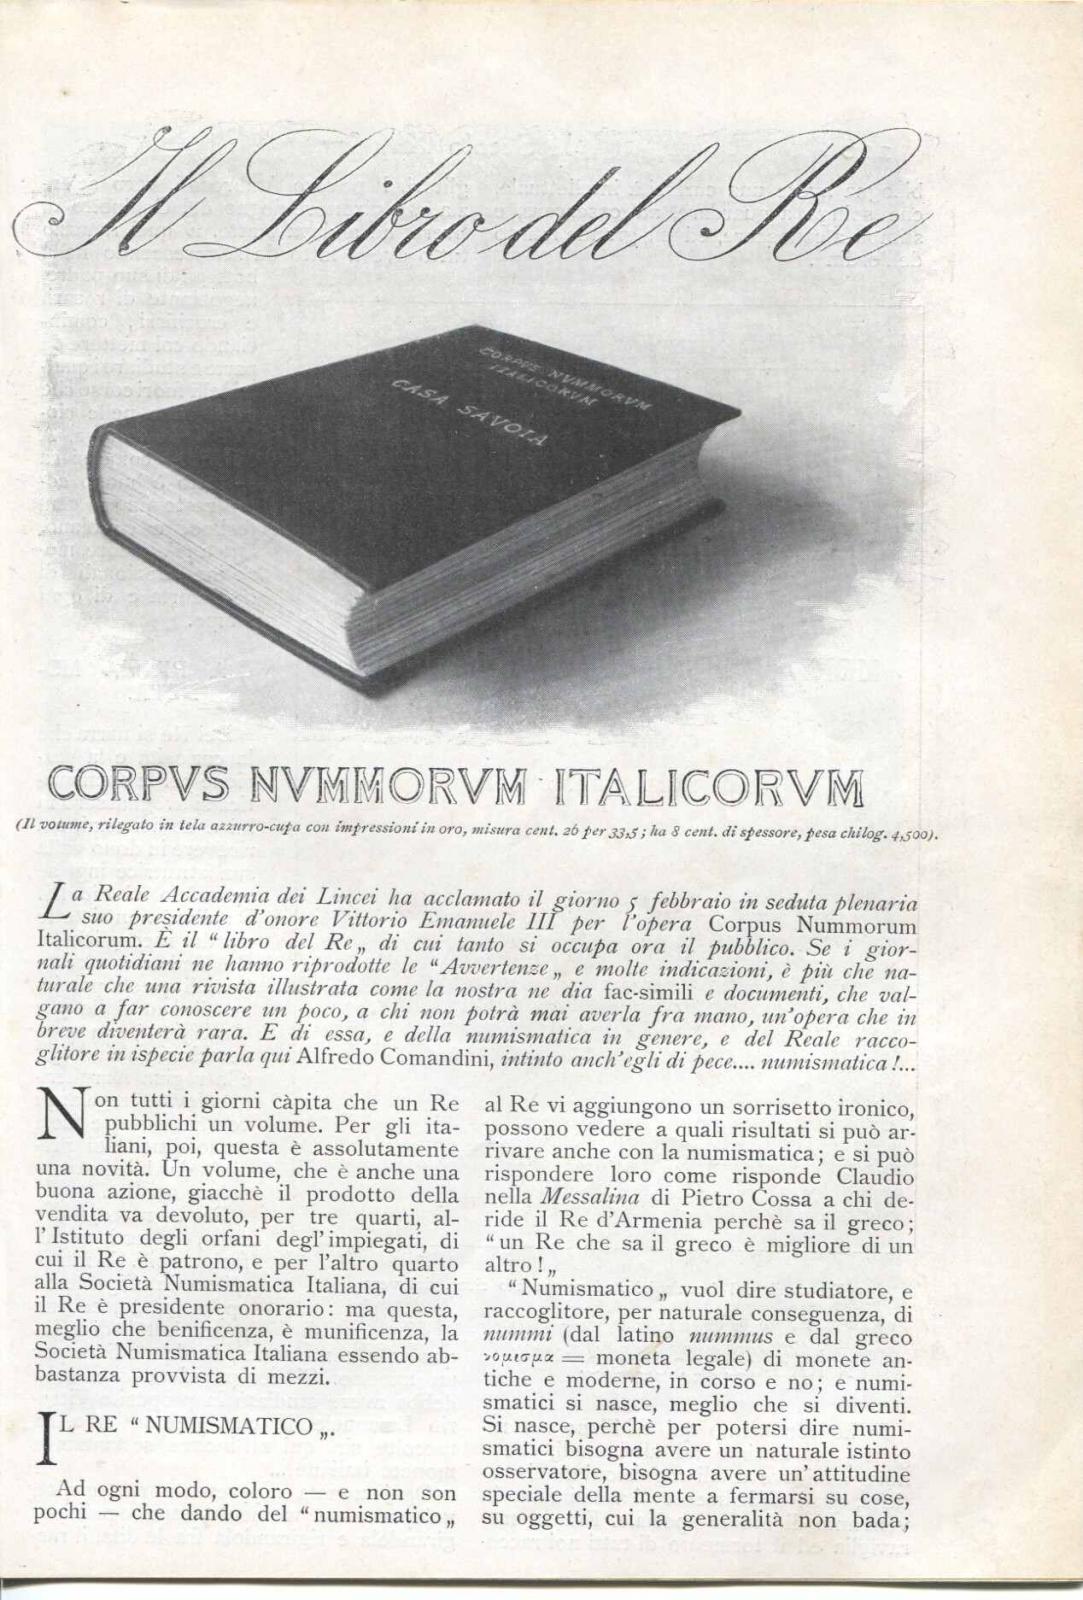 Il Libro del Re
CORPUS NUMMORUM
ITALICORUM
CASA SAVOIA
CORPVS NVMMORVM ITALICORVM
(Il volume, rilegato in tela azzurro-cupa con impressioni in oro, misura cent. 26 per 33,5; ha 8 cent. di spessore, pesa chilog. 4,500).
La Reale Accademia dei Lincei ha acclamato il giorno 5 febbraio in seduta plenaria
suo presidente d'onore Vittorio Emanuele III per l'opera Corpus Nummorum
Italicorum. È il “libro del Re„ di cui tanto si occupa ora il pubblico. Se i gior-
nali quotidiani ne hanno riprodotte le “Avvertenze„ e molte indicazioni, è più che na-
turale che una rivista illustrata come la nostra ne dia fac-simili e documenti, che val-
gano a far conoscere un poco, a chi non potrà mai averla fra mano, un'opera che in
breve diventerà rara. E di essa, e della numismatica in genere, e del Reale racco-
glitore in ispecie parla qui Alfredo Comandini, intinto anch'egli di pece.... numismatica!...
Non tutti i giorni càpita che un Re
pubblichi un volume. Per gli ita-
liani, poi, questa è assolutamente
una novità. Un volume, che è anche una
buona azione, giacchè il prodotto della
vendita va devoluto, per tre quarti, al-
l'Istituto degli orfani degl'impiegati, di
cui il Re è patrono, e per l'altro quarto
alla Società Numismatica Italiana, di cui
il Re è presidente onorario: ma questa,
meglio che benificenza, è munificenza, la
Società Numismatica Italiana essendo ab-
bastanza provvista di mezzi.
IL RE “NUMISMATICO„.
Ad ogni modo, coloro — e non son
pochi — che dando del “numismatico„
al Re vi aggiungono un sorrisetto ironico,
possono vedere a quali risultati si può ar-
rivare anche con la numismatica; e si può
rispondere loro come risponde Claudio
nella Messalina di Pietro Cossa a chi de-
ride il Re d'Armenia perchè sa il greco;
“un Re che sa il greco è migliore di un
altro!„
“Numismatico„ vuol dire studiatore, e
raccoglitore, per naturale conseguenza, di
nummi (dal latino nummus e dal greco
νομισμα = moneta legale) di monete an-
tiche e moderne, in corso e no; e numi-
smatici si nasce, meglio che si diventi.
Si nasce, perchè per potersi dire numi-
smatici bisogna avere un naturale istinto
osservatore, bisogna avere un'attitudine
speciale della mente a fermarsi su cose,
su oggetti, cui la generalità non bada;